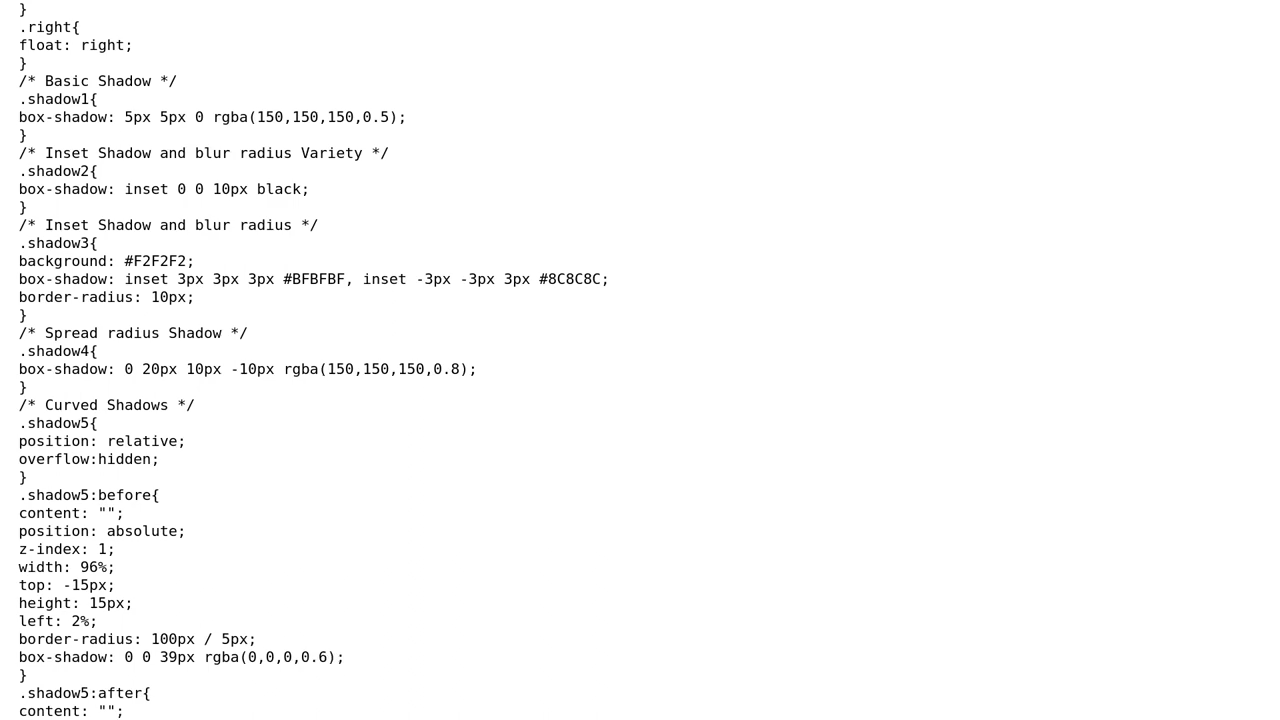 }
.right{
float: right;
}
/* Basic Shadow */
.shadow1{
box-shadow: 5px 5px 0 rgba(150,150,150,0.5);
}
/* Inset Shadow and blur radius Variety */
.shadow2{
box-shadow: inset 0 0 10px black;
}
/* Inset Shadow and blur radius */
.shadow3{
background: #F2F2F2;
box-shadow: inset 3px 3px 3px #BFBFBF, inset -3px -3px 3px #8C8C8C;
border-radius: 10px;
}
/* Spread radius Shadow */
.shadow4{
box-shadow: 0 20px 10px -10px rgba(150,150,150,0.8);
}
/* Curved Shadows */
.shadow5{
position: relative;
overflow:hidden;
}
.shadow5:before{
content: "";
position: absolute;
z-index: 1;
width: 96%;
top: -15px;
height: 15px;
left: 2%;
border-radius: 100px / 5px;
box-shadow: 0 0 39px rgba(0,0,0,0.6);
}
.shadow5:after{
content: "";